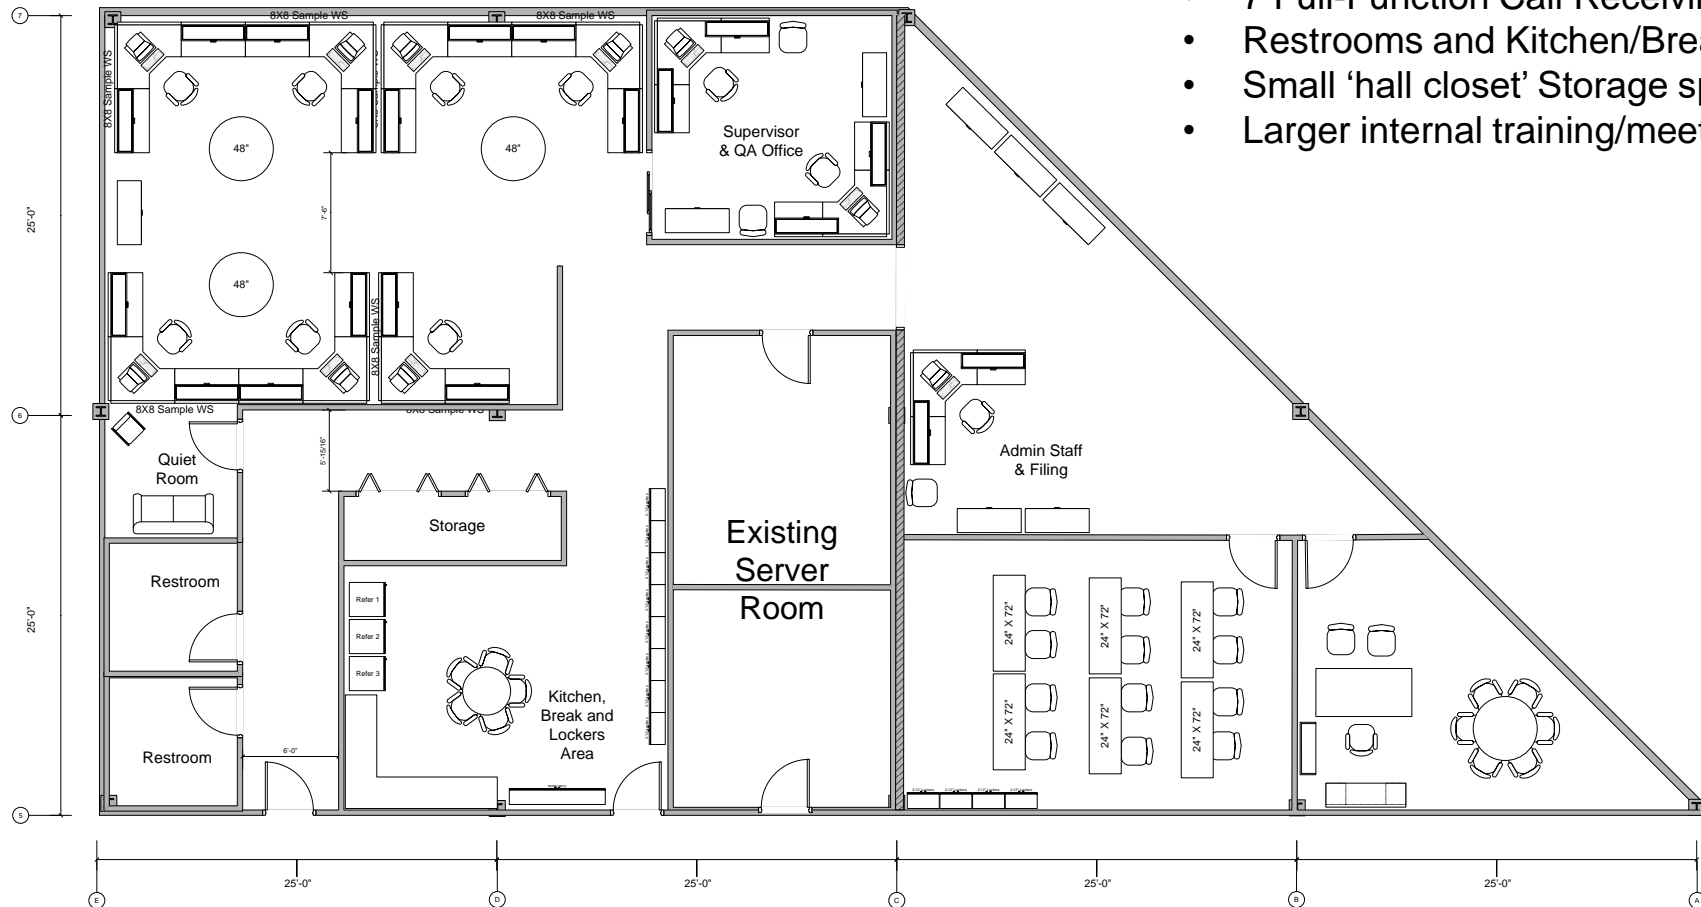 7 Full-Function Call Receivin
• Restrooms and Kitchen/Brea
• Small ‘hall closet’ Storage sp
• Larger internal training/meet
7
8X8 Sample WS
8X8 Sample WS
8X8 Sample WS
8X8 Sample WS
48"
48"
Supervisor
& QA Office
25'-0"
7'-6"
48"
8X8 Sample WS
6
8X8 Sample WS
8X8 Sample WS
5'-15/16"
Quiet
Room
Admin Staff
& Filing
Storage
Existing
Server
Room
Restroom
Refer 1
Refer 2
Refer 3
25'-0"
24" X 72"
24" X 72"
24" X 72"
24" X 72"
24" X 72"
24" X 72"
Kitchen,
Break and
Lockers
Area
Restroom
6'-0"
5
25'-0"
25'-0"
25'-0"
25'-0"
E
D
C
B
A